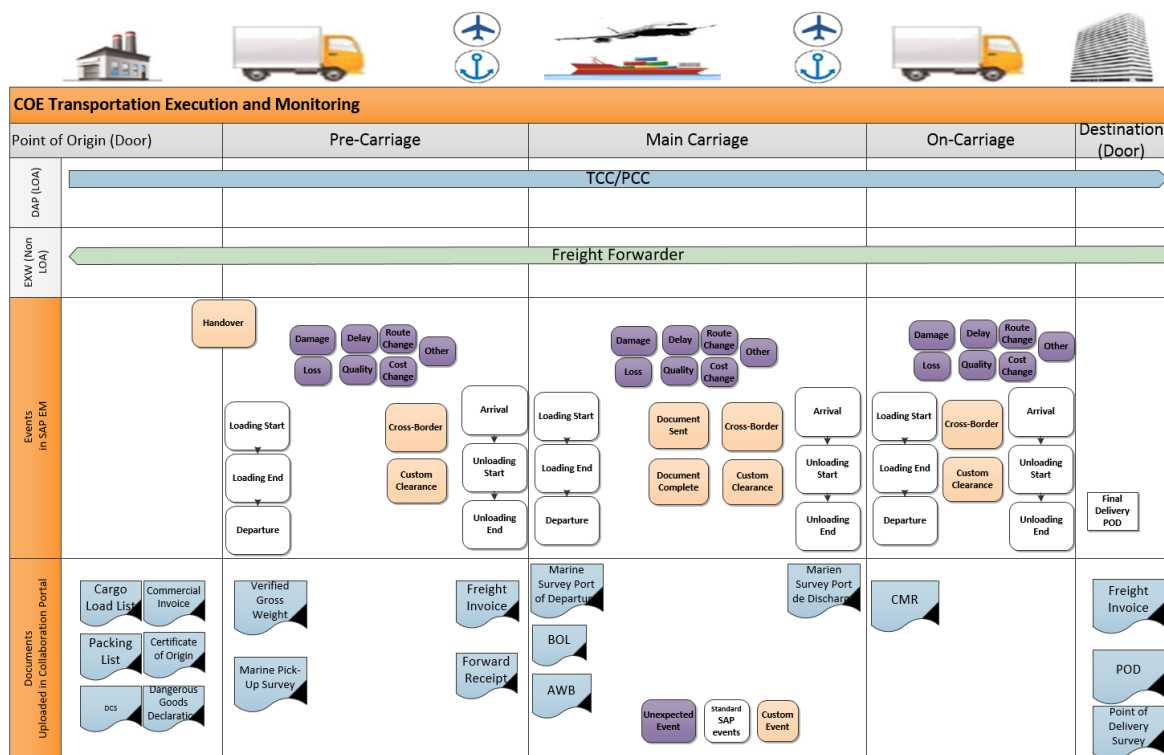 COE Transportation Execution and Monitoring
Point of Origin (Door)
Pre-Carriage
Main Carriage
On-Carriage
Destination
(Door)
DAP (LOA)
TCC/PCC
EXW (Non
LOA)
Freight Forwarder
Events
in SAP EM
Handover
Damage
Delay
Route
Change
Other
Loss
Quality
Cost
Change
Loading Start
Loading End
Departure
Cross-Border
Custom
Clearance
Arrival
Unloading
Start
Unloading
End
Damage
Delay
Route
Change
Other
Loss
Quality
Cost
Change
Loading Start
Loading End
Departure
Document
Sent
Document
Complete
Cross-Border
Custom
Clearance
Arrival
Unloading
Start
Unloading
End
Damage
Delay
Route
Change
Other
Loss
Quality
Cost
Change
Loading Start
Loading End
Departure
Cross-Border
Custom
Clearance
Arrival
Unloading
Start
Unloading
End
Final
Delivery
POD
Documents
Uploaded in Collaboration Portal
Cargo
Load List
Commercial
Invoice
Packing
List
Certificate
of Origin
DCS
Dangerous
Goods
Declaratio
Verified
Gross
Weight
Marine Pick-
Up Survey
Freight
Invoice
Forward
Receipt
Marine
Survey Port
of Departur
BOL
AWB
Marien
Survey Port
de Discharg
CMR
Freight
Invoice
POD
Point of
Delivery
Survey
Unexpected
Event
Standard
SAP
events
Custom
Event